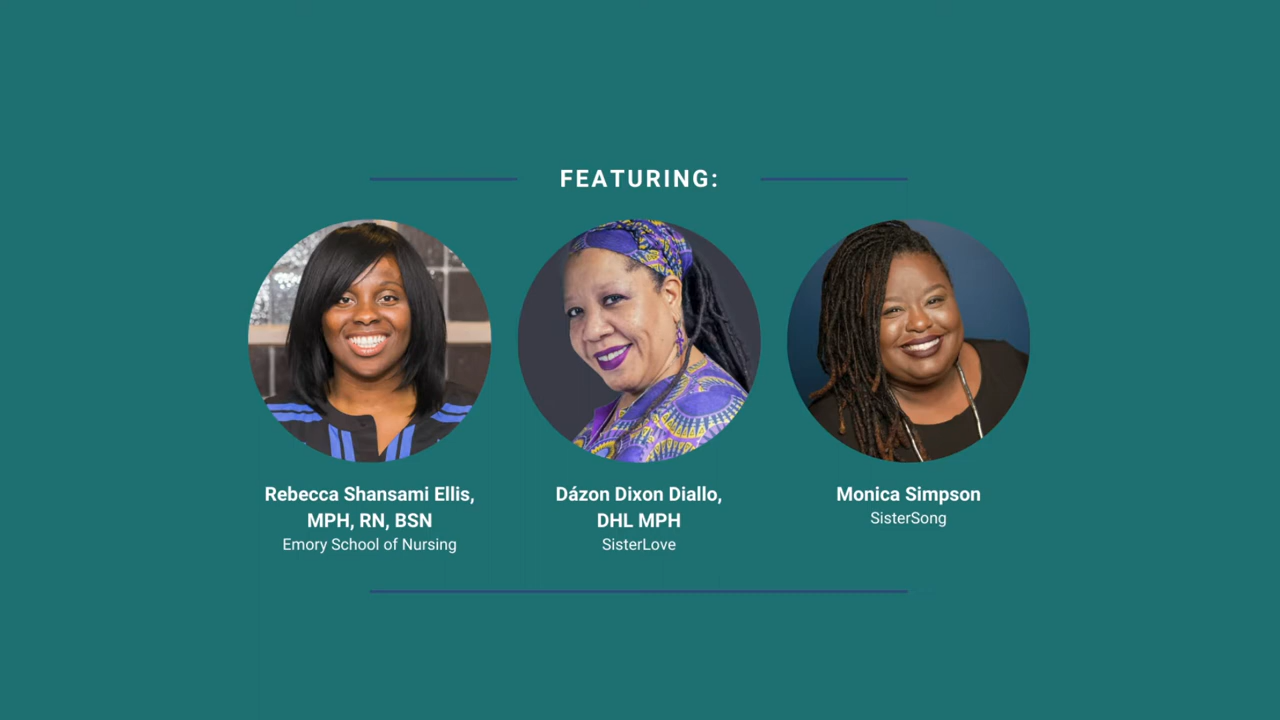 FEATURING:
Rebecca Shansami Ellis,
MPH, RN, BSN
Emory School of Nursing
Dázon Dixon Diallo,
DHL MPH
SisterLove
Monica Simpson
SisterSong